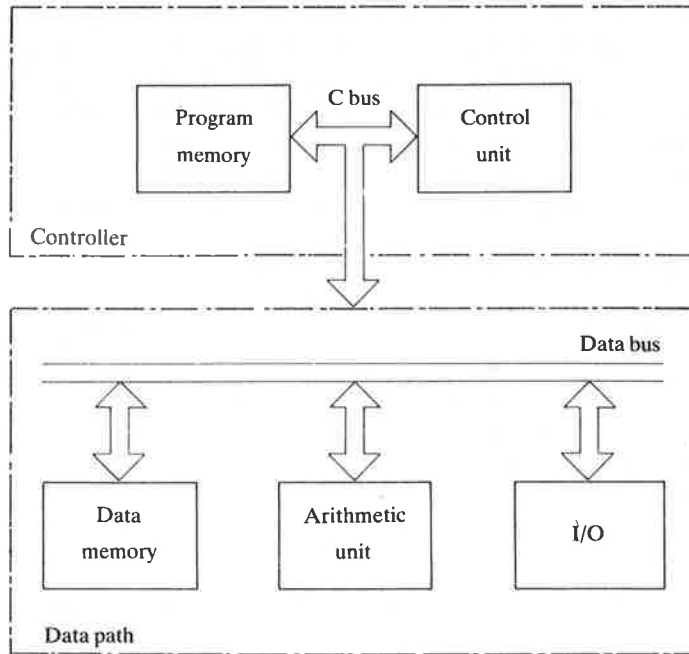 C bus
Program
memory
Control
unit
Controller
Data bus
Data
memory
Arithmetic
unit
I/O
Data path